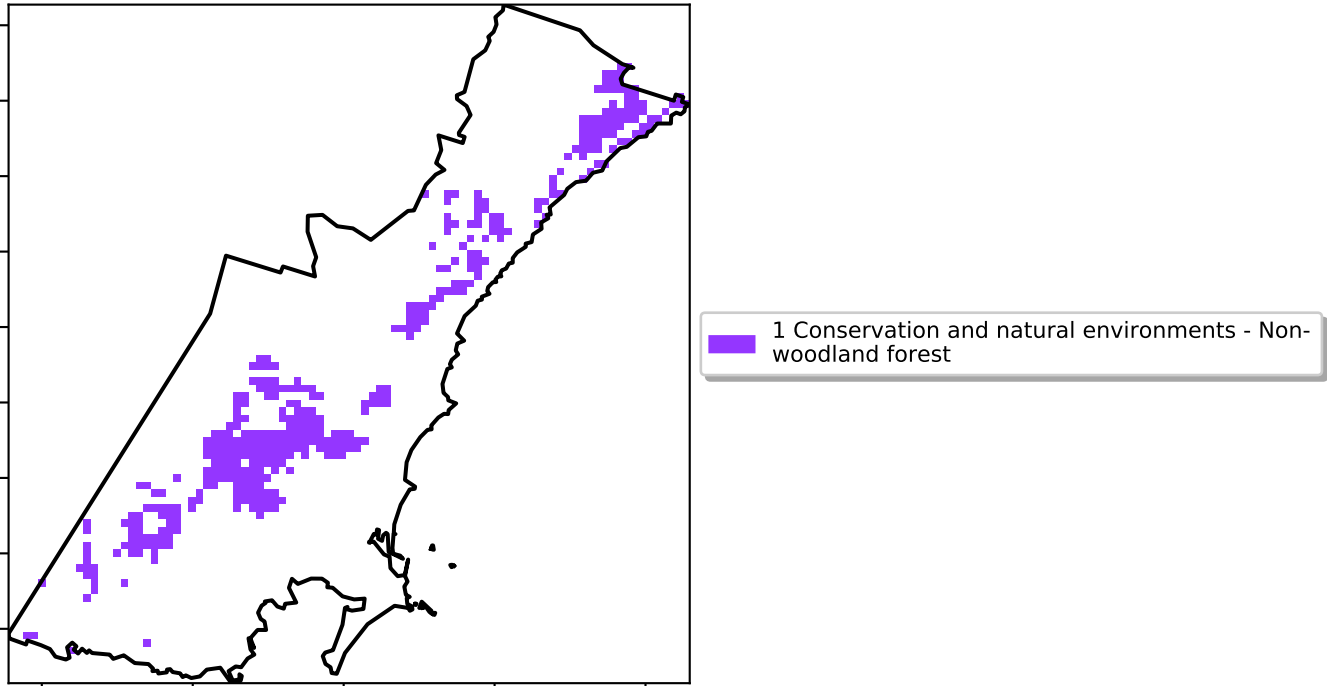 1 Conservation and natural environments - Non-
woodland forest